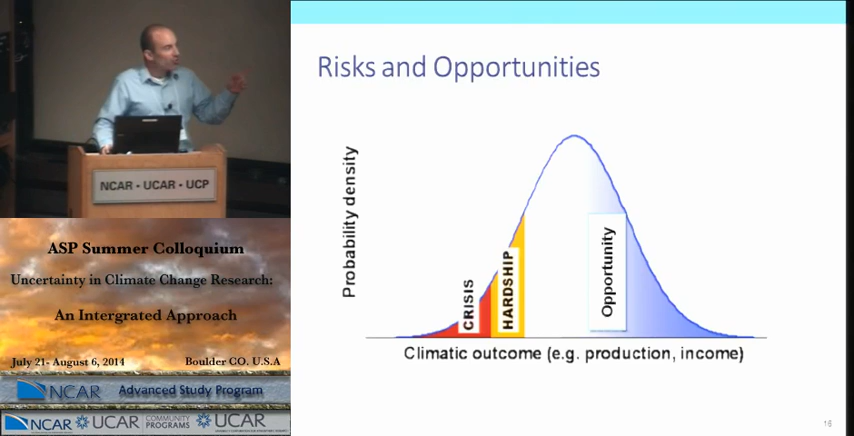 NCAR - UCAR - UCP
ASP Summer Colloquium
Uncertainty in Climate Change Research:
An Intergrated Approach
July 21- August 6, 2014 Boulder CO. U.S.A
NCAR Advanced Study Program
NCAR UCAR COMMUNITY PROGRAMS UCAR
Risks and Opportunities
Probability density
CRISIS
HARDSHIP
Opportunity
Climatic outcome (e.g. production, income)
16